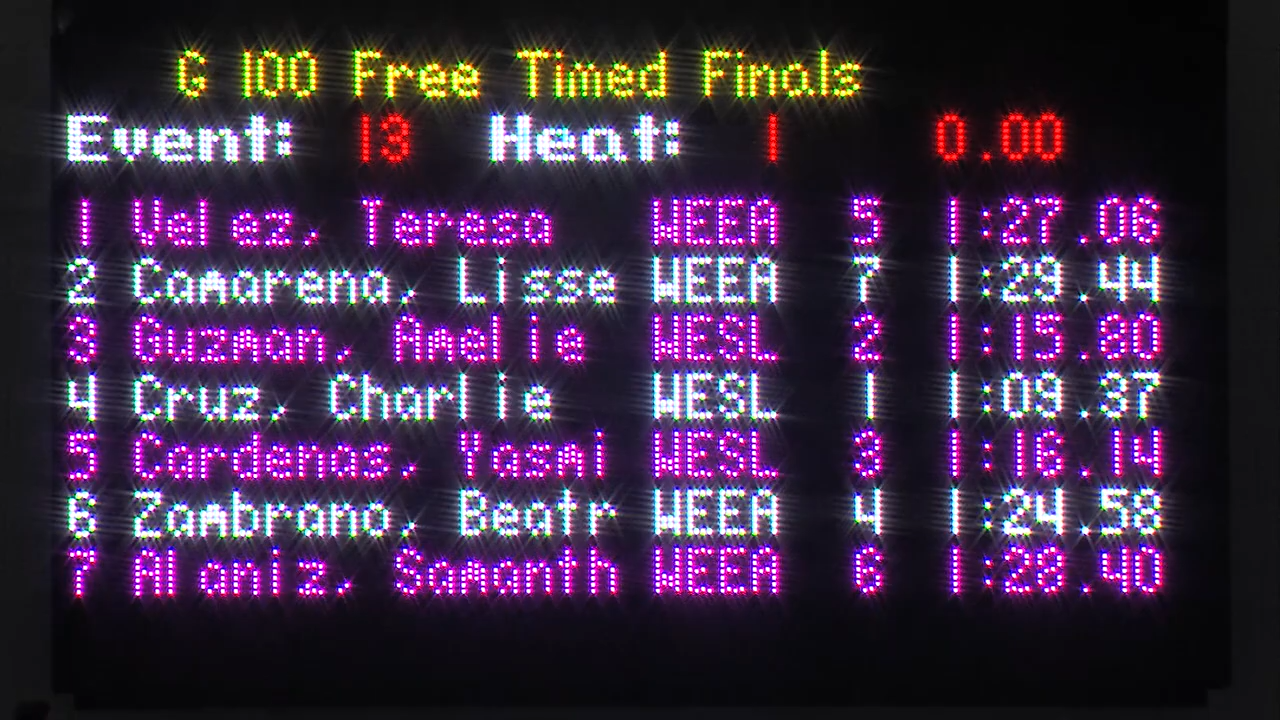 G 100 Free Timed Finals
Event: 13 Heat: 1 0.00
1 Velez, Teresa WEEA 5 1:27.06
2 Camarena, Lisse WEEA 7 1:29.44
3 Guzman, Amelie WESL 2 1:15.80
4 Cruz, Charlie WESL 1 1:09.37
5 Cardenas, Yasmi WESL 3 1:16.14
6 Zambrano, Beatr WEEA 4 1:24.58
7 Alaniz, Samanth WEEA 6 1:28.40